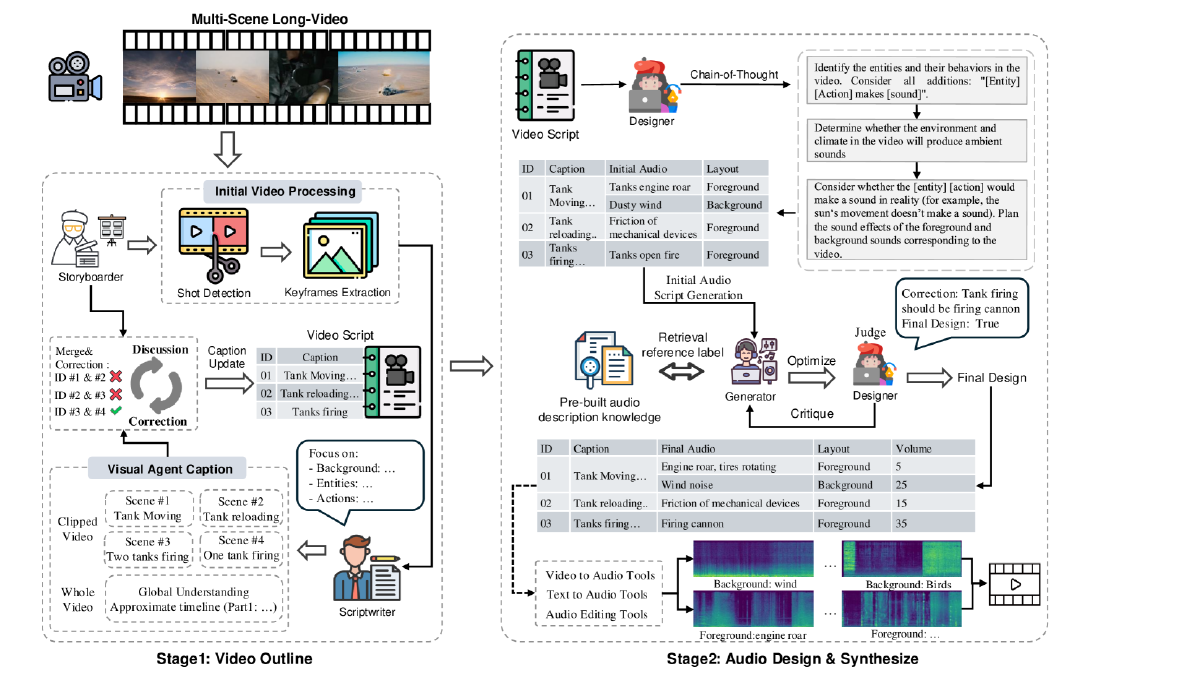 Multi-Scene Long-Video
Initial Video Processing
Storyboarder
Shot Detection
Keyframes Extraction
Merge&
Correction :
ID #1 & #2
ID #2 & #3
ID #3 & #4
Discussion
Correction
Caption
Update
Video Script
ID Caption
01 Tank Moving…
02 Tank reloading…
03 Tanks firing
Visual Agent Caption
Clipped
Video
Scene #1
Tank Moving
Scene #2
Tank reloading
Scene #3
Two tanks firing
Scene #4
One tank firing
Whole
Video
Global Understanding
Approximate timeline (Part1: …)
Focus on:
- Background: …
- Entities: …
- Actions: …
Scriptwriter
Stage1: Video Outline
Video Script
Designer
Chain-of-Thought
Identify the entities and their behaviors in the
video. Consider all additions: "[Entity]
[Action] makes [sound]".
Determine whether the environment and
climate in the video will produce ambient
sounds
Consider whether the [entity] [action] would
make a sound in reality (for example, the
sun's movement doesn't make a sound). Plan
the sound effects of the foreground and
background sounds corresponding to the
video.
ID Caption Initial Audio Layout
01 Tank Moving… Tanks engine roar Foreground
Dusty wind Background
02 Tank reloading.. Friction of mechanical devices Foreground
03 Tanks firing… Tanks open fire Foreground
Initial Audio
Script Generation
Correction: Tank firing
should be firing cannon
Final Design: True
Pre-built audio
description knowledge
Retrieval
reference label
Generator
Optimize
Judge
Designer
Critique
Final Design
ID Caption Final Audio Layout Volume
01 Tank Moving… Engine roar, tires rotating Foreground 5
Wind noise Background 25
02 Tank reloading.. Friction of mechanical devices Foreground 15
03 Tanks firing… Firing cannon Foreground 35
Video to Audio Tools
Text to Audio Tools
Audio Editing Tools
Background: wind
…
Background: Birds
Foreground:engine roar
…
Foreground: …
Stage2: Audio Design & Synthesize